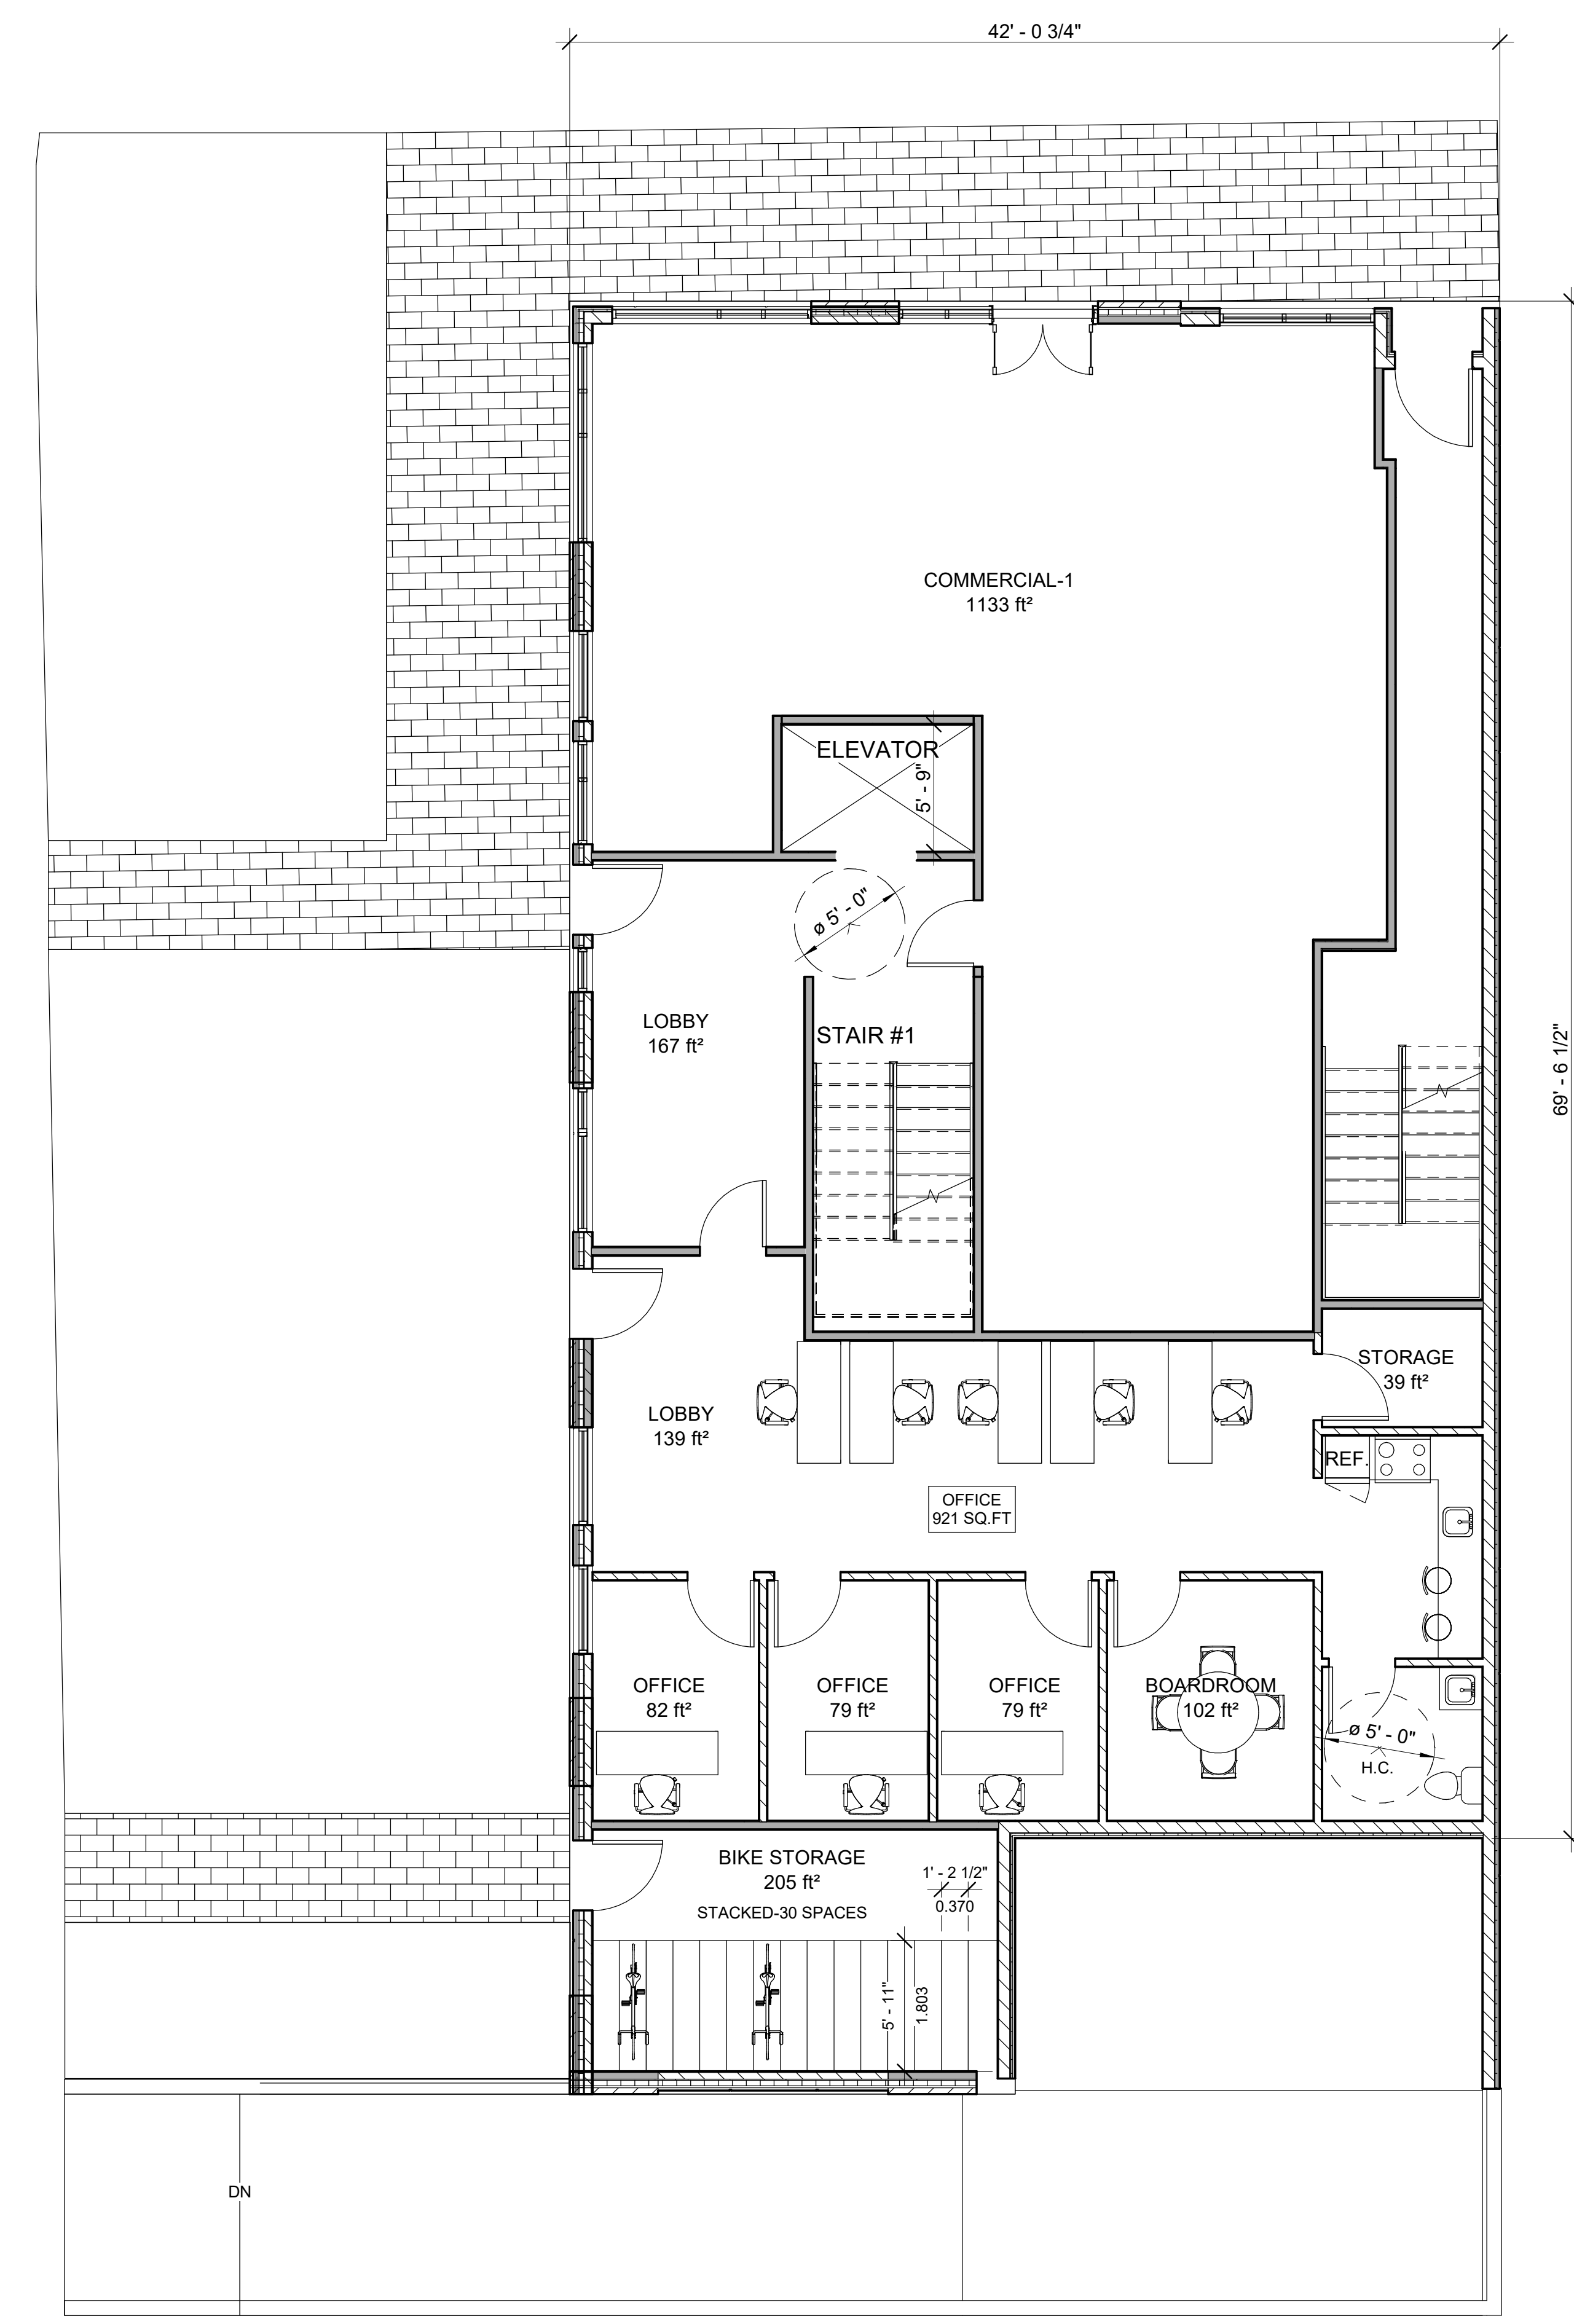 42' - 0 3/4"
COMMERCIAL-1
1133 ft²
ELEVATOR
5' - 9"
ø 5' - 0"
LOBBY
167 ft²
STAIR #1
69' - 6 1/2"
STORAGE
39 ft²
LOBBY
139 ft²
REF.
OFFICE
921 SQ.FT
OFFICE
82 ft²
OFFICE
79 ft²
OFFICE
79 ft²
BOARDROOM
102 ft²
ø 5' - 0"
H.C.
BIKE STORAGE
205 ft²
STACKED-30 SPACES
1' - 2 1/2"
0.370
5' - 11"
1.803
DN